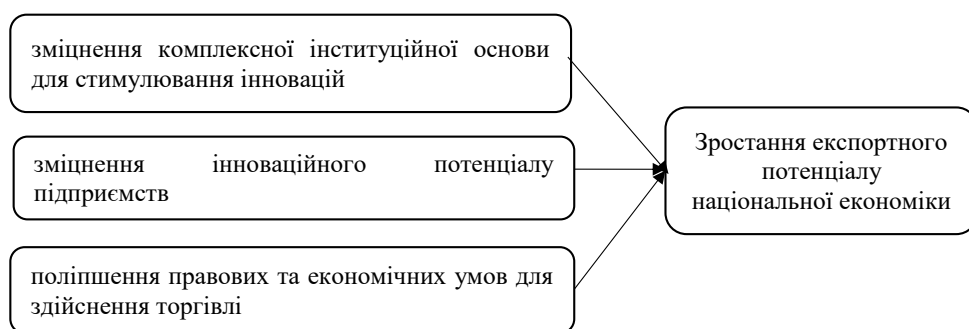 зміцнення комплексної інституційної основи
для стимулювання інновацій
зміцнення інноваційного потенціалу
підприємств
поліпшення правових та економічних умов для
здійснення торгівлі
Зростання експортного
потенціалу
національної економіки